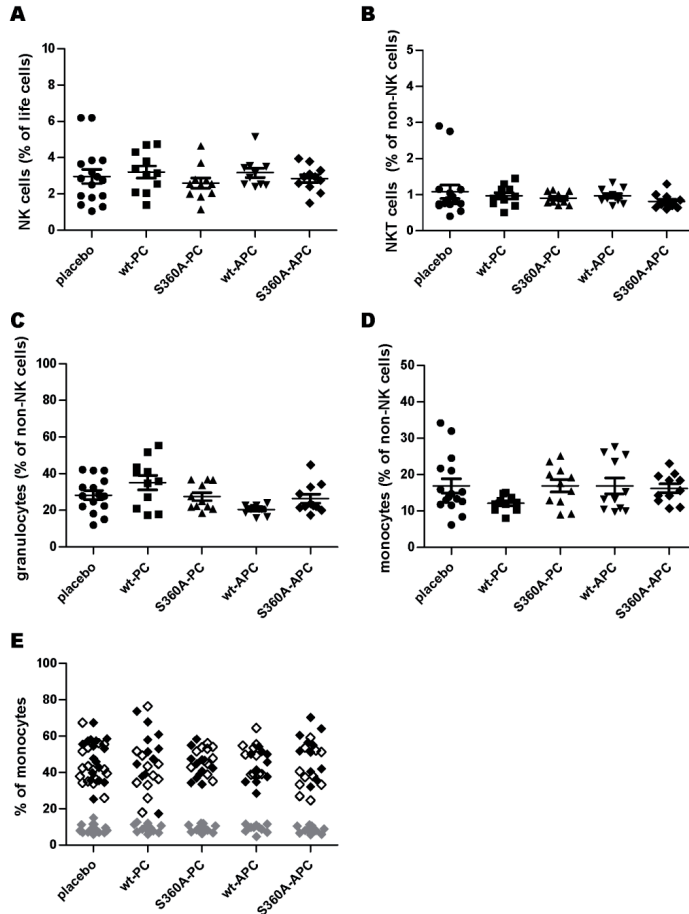 A
NK cells (% of life cells)
10
8
6
4
2
0
placebo
wt-PC
S360A-PC
wt-APC
S360A-APC
B
NKT cells (% of non-NK cells)
5
4
3
2
1
0
placebo
wt-PC
S360A-PC
wt-APC
S360A-APC
C
granulocytes (% of non-NK cells)
100
80
60
40
20
0
placebo
wt-PC
S360A-PC
wt-APC
S360A-APC
D
monocytes (% of non-NK cells)
50
40
30
20
10
0
placebo
wt-PC
S360A-PC
wt-APC
S360A-APC
E
% of monocytes
100
80
60
40
20
0
placebo
wt-PC
S360A-PC
wt-APC
S360A-APC